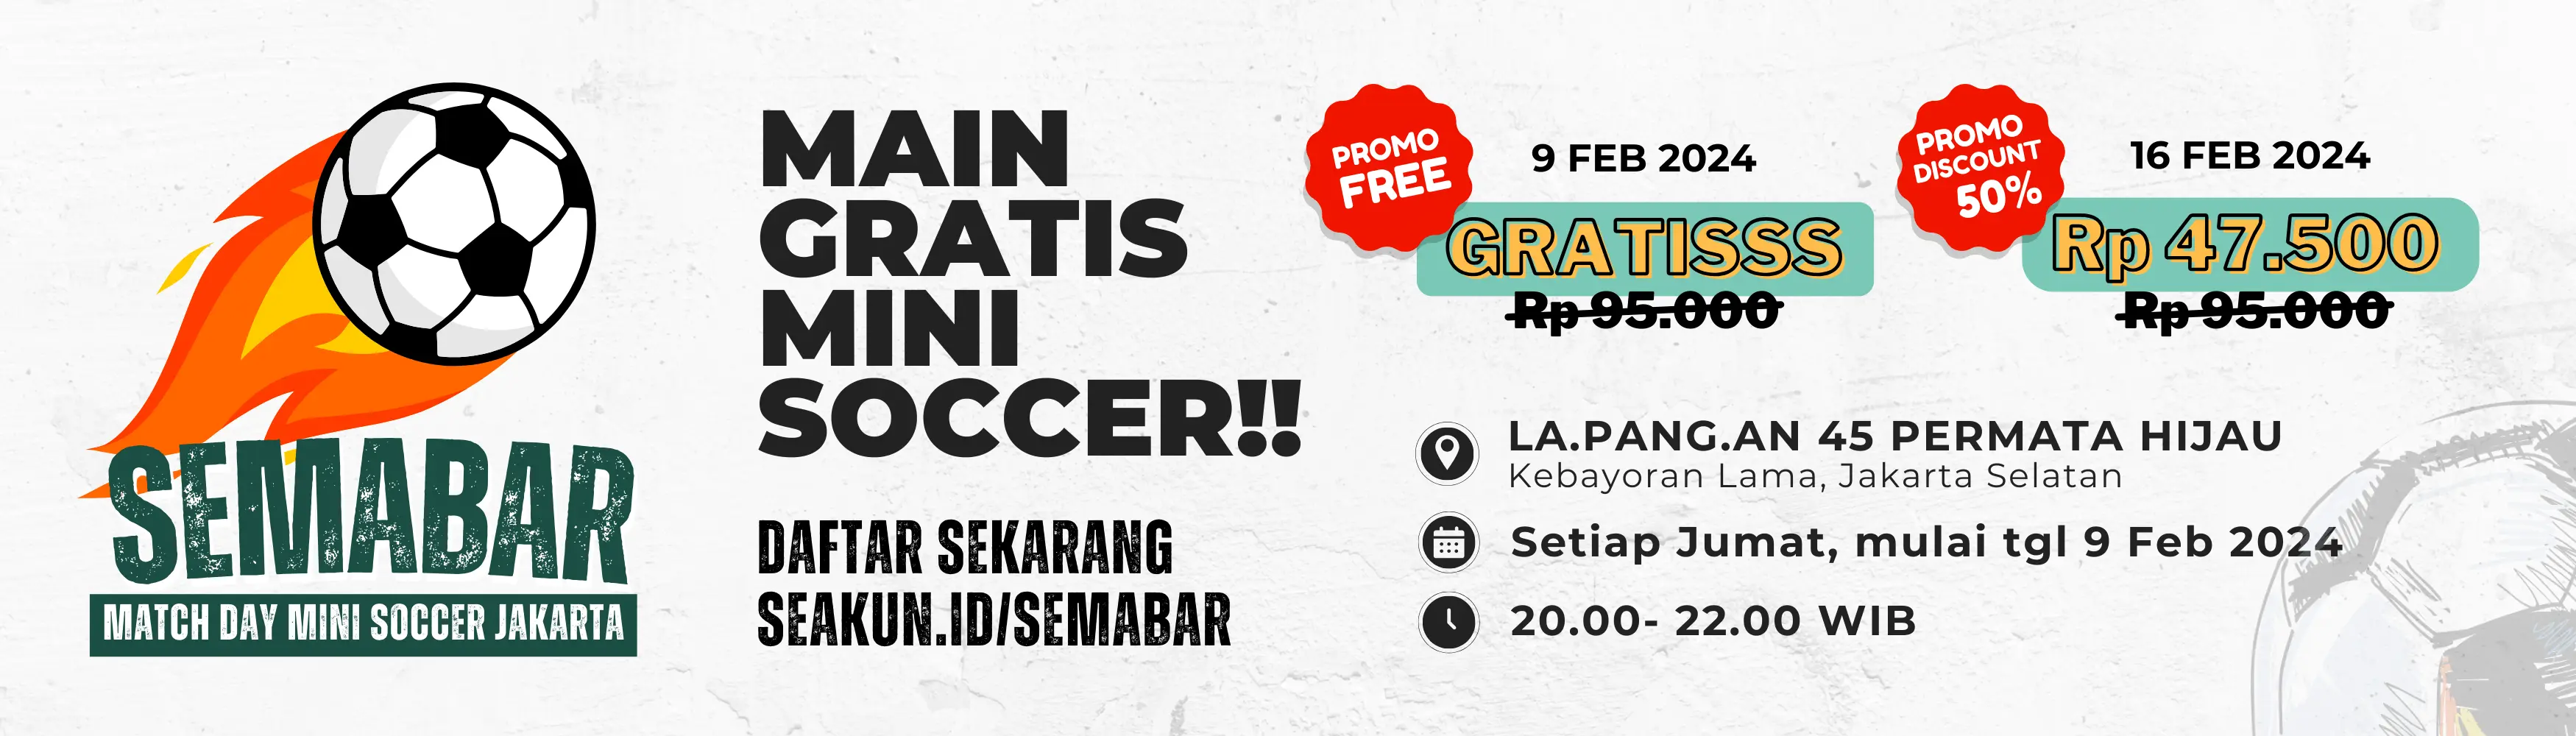 SEMABAR
MATCH DAY MINI SOCCER JAKARTA
MAIN
GRATIS
MINI
SOCCER!!
DAFTAR SEKARANG
SEAKUN.ID/SEMABAR
PROMO
FREE
9 FEB 2024
GRATISSS
Rp 95.000
PROMO
DISCOUNT
50%
16 FEB 2024
Rp 47.500
Rp 95.000
LA.PANG.AN 45 PERMATA HIJAU
Kebayoran Lama, Jakarta Selatan
Setiap Jumat, mulai tgl 9 Feb 2024
20.00- 22.00 WIB